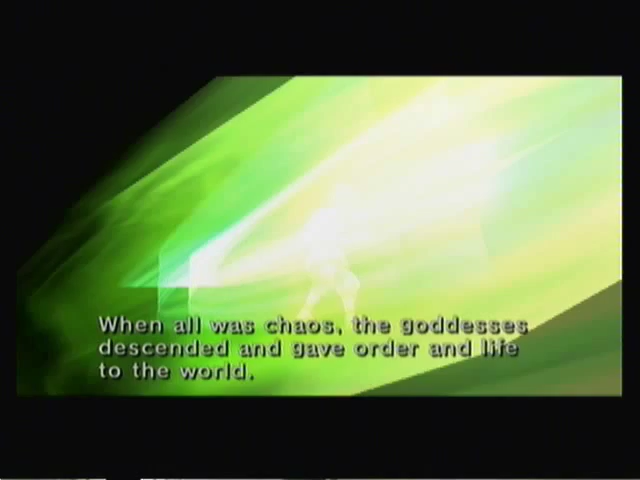 When all was chaos, the goddesses
descended and gave order and life
to the world.